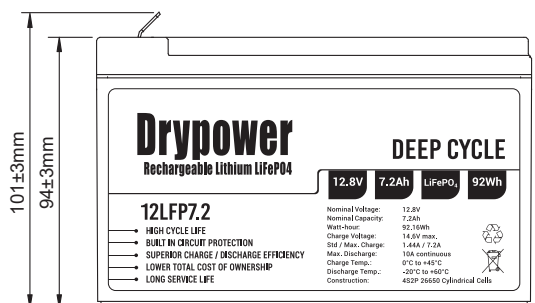 101±3mm
94±3mm
Drypower
Rechargeable Lithium LiFePO4
DEEP CYCLE
12.8V 7.2Ah LiFePO₄ 92Wh
12LFP7.2
HIGH CYCLE LIFE
BUILT IN CIRCUIT PROTECTION
SUPERIOR CHARGE / DISCHARGE EFFICIENCY
LOWER TOTAL COST OF OWNERSHIP
LONG SERVICE LIFE
Nominal Voltage: 12.8V
Nominal Capacity: 7.2Ah
Watt-hour: 92.16Wh
Charge Voltage: 14,6V max.
Std / Max. Charge: 1.44A / 7.2A
Max. Discharge: 10A continuous
Charge Temp.: 0°C to +45°C
Discharge Temp.: -20°C to +60°C
Construction: 4S2P 26650 Cylindrical Cells